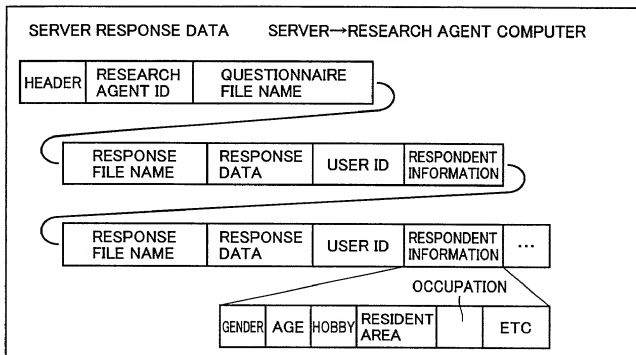 SERVER RESPONSE DATA SERVER→RESEARCH AGENT COMPUTER
HEADER
RESEARCH
AGENT ID
QUESTIONNAIRE
FILE NAME
RESPONSE
FILE NAME
RESPONSE
DATA
USER ID
RESPONDENT
INFORMATION
RESPONSE
FILE NAME
RESPONSE
DATA
USER ID
RESPONDENT
INFORMATION
...
OCCUPATION
GENDER
AGE
HOBBY
RESIDENT
AREA
ETC